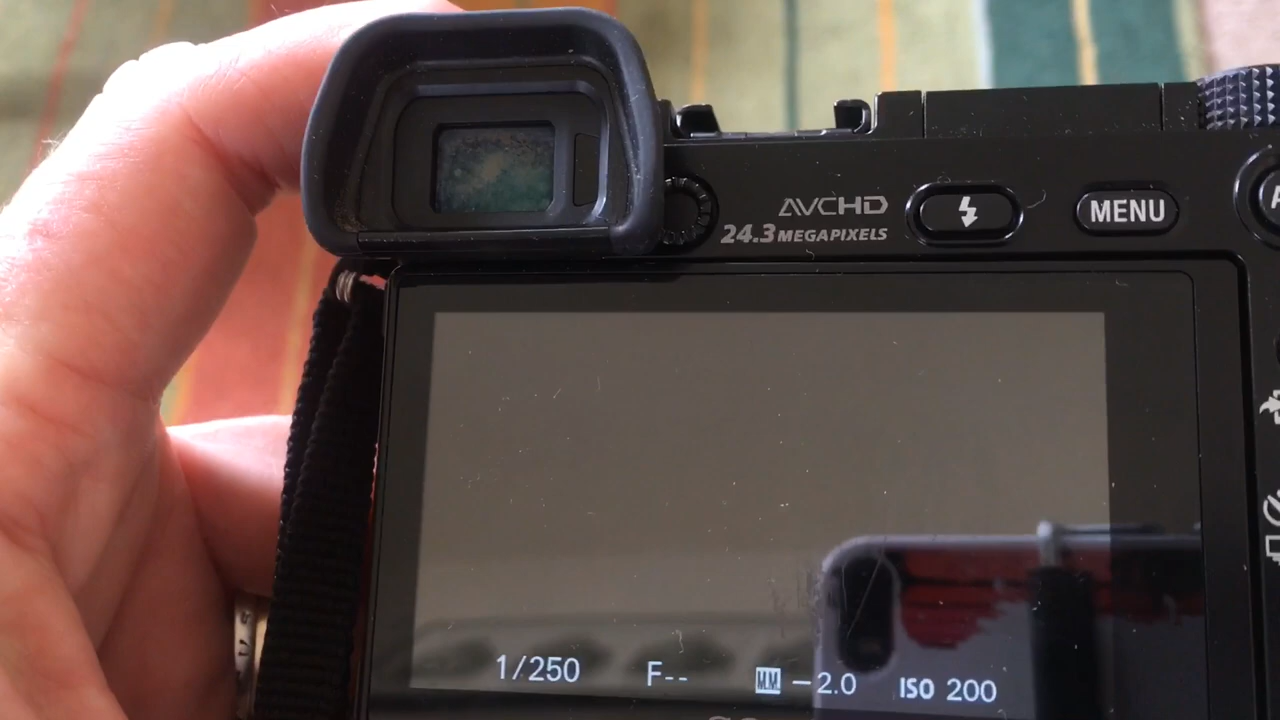 AVCHD
24.3 MEGAPIXELS
MENU
1/250 F-- M.M. –2.0 ISO 200